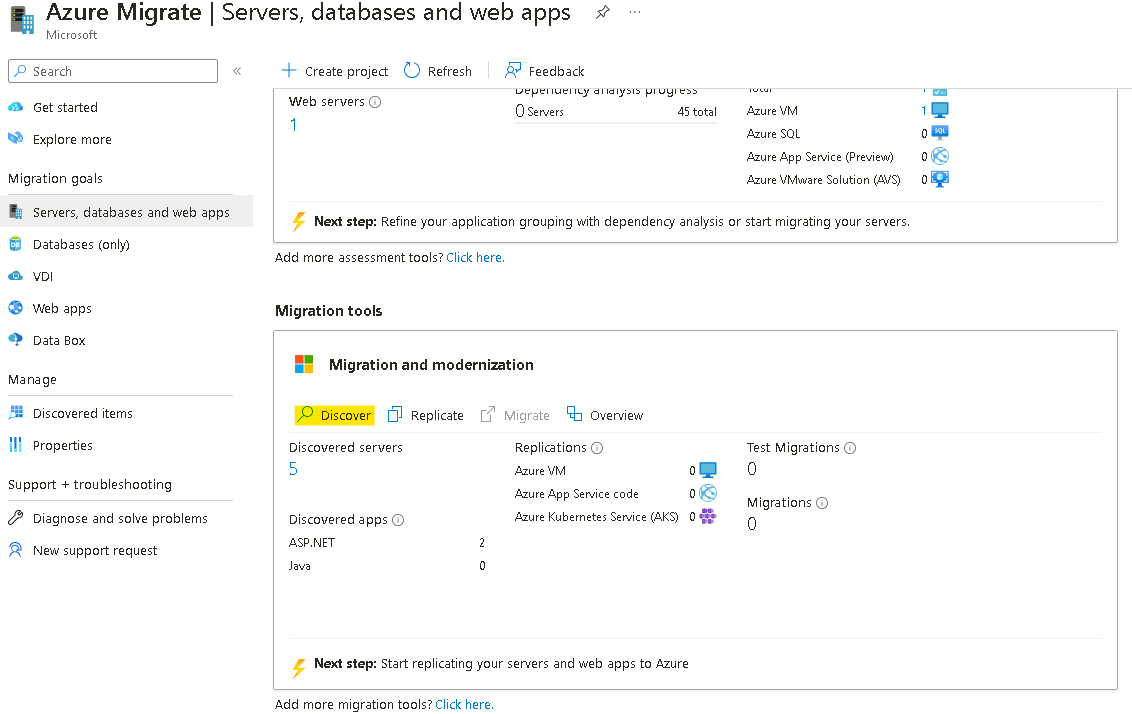 Azure Migrate | Servers, databases and web apps
Microsoft
Search
Get started
Explore more
Migration goals
Servers, databases and web apps
Databases (only)
VDI
Web apps
Data Box
Manage
Discovered items
Properties
Support + troubleshooting
Diagnose and solve problems
New support request
Create project Refresh Feedback
Web servers
1
Dependency analysis progress
0 Servers 45 total
Total 1
Azure VM 1
Azure SQL 0
Azure App Service (Preview) 0
Azure VMware Solution (AVS) 0
Next step: Refine your application grouping with dependency analysis or start migrating your servers.
Add more assessment tools? Click here.
Migration tools
Migration and modernization
Discover Replicate Migrate Overview
Discovered servers
5
Discovered apps
ASP.NET 2
Java 0
Replications
Azure VM 0
Azure App Service code 0
Azure Kubernetes Service (AKS) 0
Test Migrations
0
Migrations
0
Next step: Start replicating your servers and web apps to Azure
Add more migration tools? Click here.